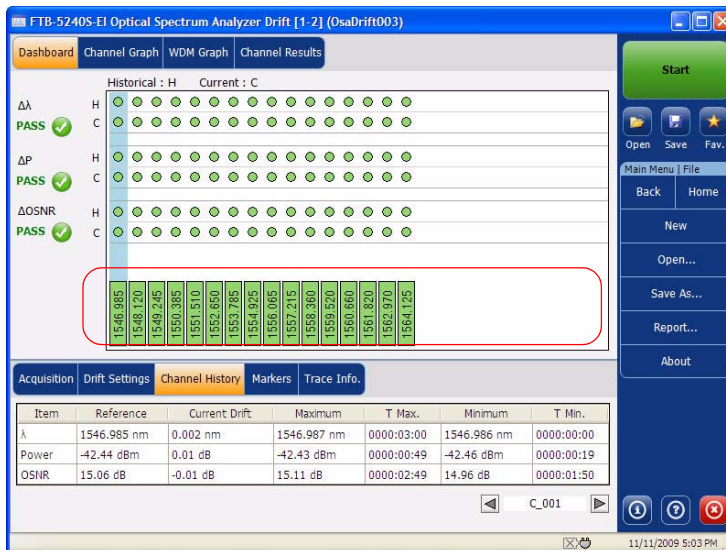 FTB-5240S-EI Optical Spectrum Analyzer Drift [1-2] (OsaDrift003)
Dashboard Channel Graph WDM Graph Channel Results
Historical : H Current : C
Δλ H
PASS C
ΔP H
PASS C
ΔOSNR H
PASS C
1546.985 1548.120 1549.245 1550.385 1551.510 1552.650 1553.785 1554.925 1556.065 1557.215 1558.360 1559.520 1560.660 1561.820 1562.970 1564.125
Acquisition Drift Settings Channel History Markers Trace Info.
Item Reference Current Drift Maximum T Max. Minimum T Min.
λ 1546.985 nm 0.002 nm 1546.987 nm 0000:03:00 1546.986 nm 0000:00:00
Power -42.44 dBm 0.01 dB -42.43 dBm 0000:00:49 -42.46 dBm 0000:00:19
OSNR 15.06 dB -0.01 dB 15.11 dB 0000:02:49 14.96 dB 0000:01:50
C_001
Start
Open Save Fav.
Main Menu | File
Back Home
New
Open...
Save As...
Report...
About
11/11/2009 5:03 PM